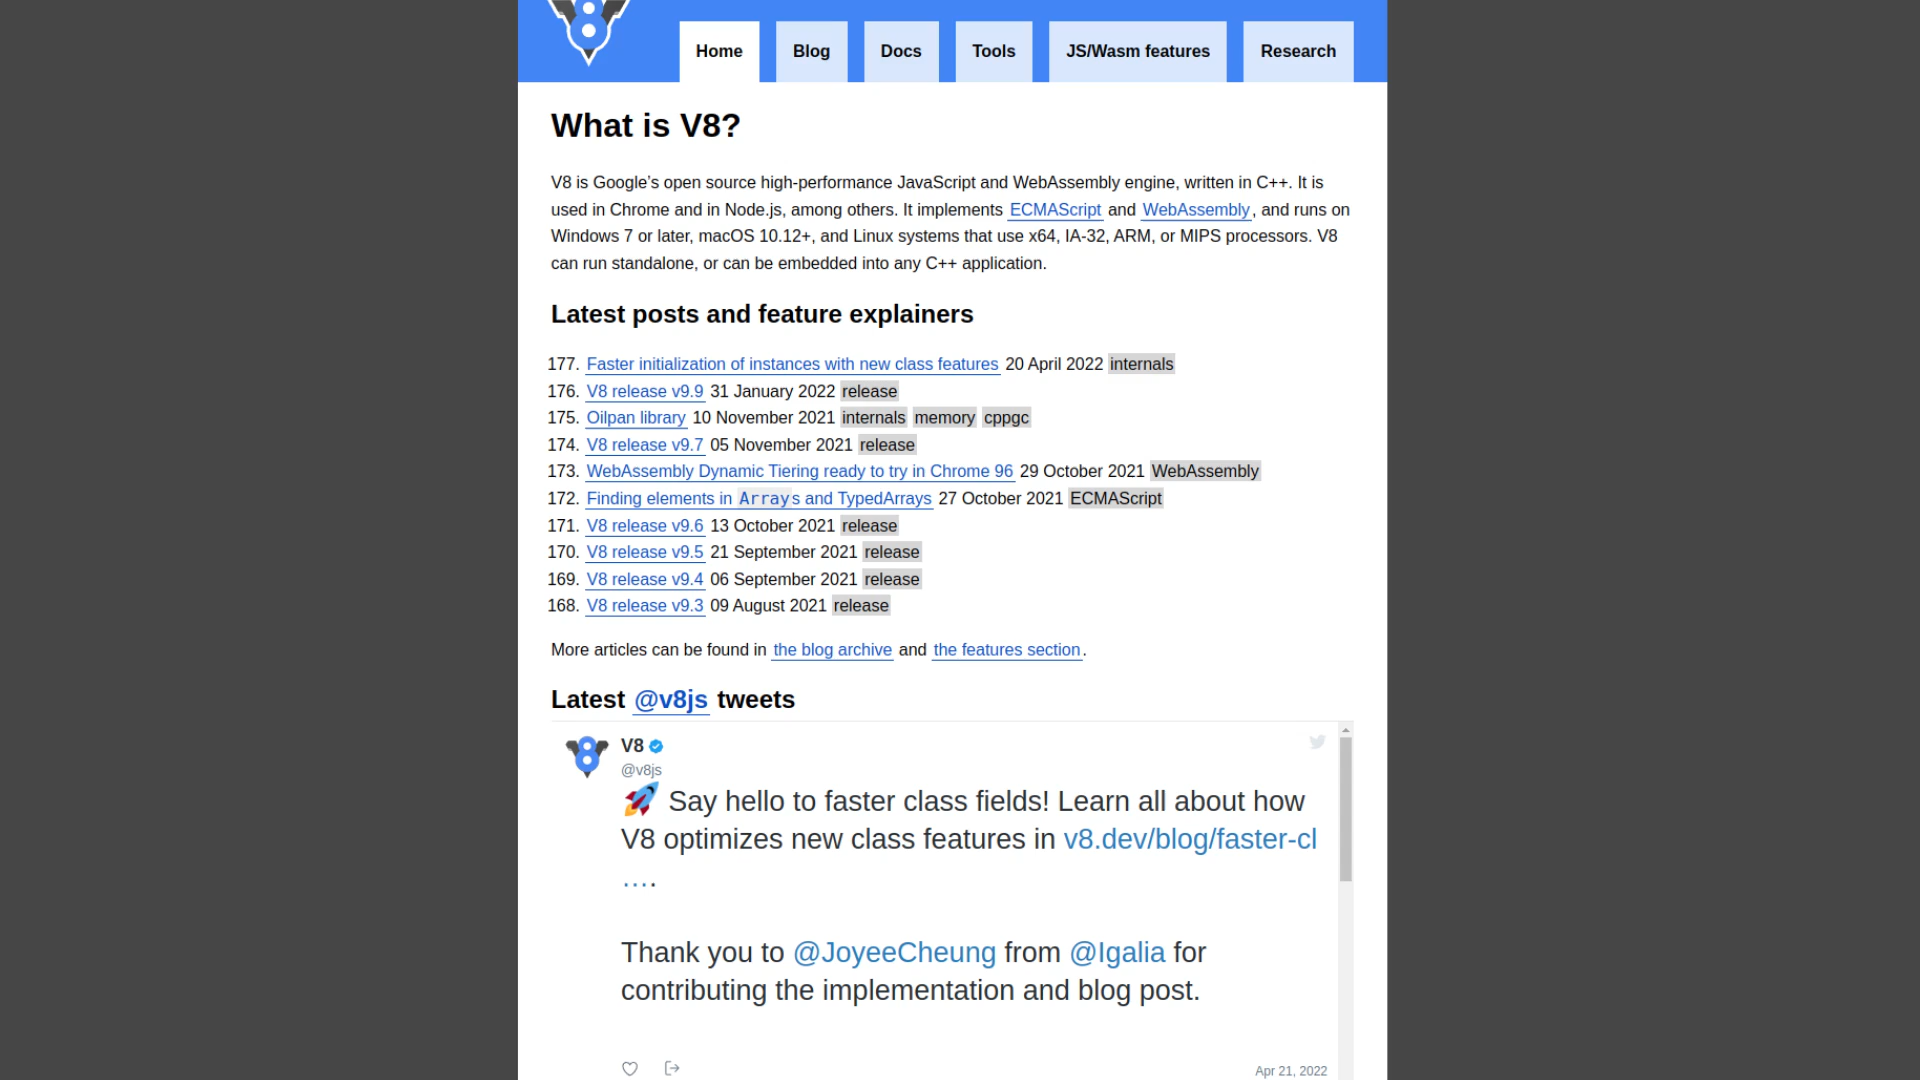 Home Blog Docs Tools JS/Wasm features Research
What is V8?
V8 is Google’s open source high-performance JavaScript and WebAssembly engine, written in C++. It is
used in Chrome and in Node.js, among others. It implements ECMAScript and WebAssembly, and runs on
Windows 7 or later, macOS 10.12+, and Linux systems that use x64, IA-32, ARM, or MIPS processors. V8
can run standalone, or can be embedded into any C++ application.
Latest posts and feature explainers
177. Faster initialization of instances with new class features 20 April 2022 internals
176. V8 release v9.9 31 January 2022 release
175. Oilpan library 10 November 2021 internals memory cppgc
174. V8 release v9.7 05 November 2021 release
173. WebAssembly Dynamic Tiering ready to try in Chrome 96 29 October 2021 WebAssembly
172. Finding elements in Arrays and TypedArrays 27 October 2021 ECMAScript
171. V8 release v9.6 13 October 2021 release
170. V8 release v9.5 21 September 2021 release
169. V8 release v9.4 06 September 2021 release
168. V8 release v9.3 09 August 2021 release
More articles can be found in the blog archive and the features section.
Latest @v8js tweets
V8
@v8js
🚀 Say hello to faster class fields! Learn all about how
V8 optimizes new class features in v8.dev/blog/faster-cl
….
Thank you to @JoyeeCheung from @Igalia for
contributing the implementation and blog post.
Apr 21, 2022